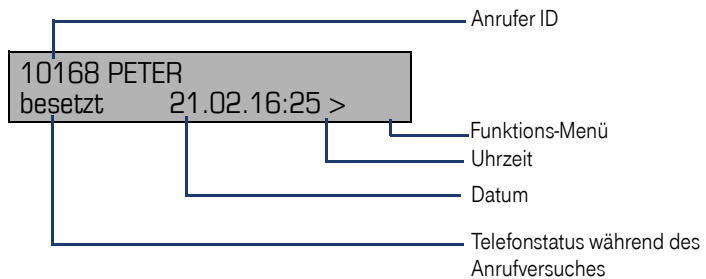 Anrufer ID
10168 PETER
besetzt 21.02.16:25 >
Funktions-Menü
Uhrzeit
Datum
Telefonstatus während des
Anrufversuches